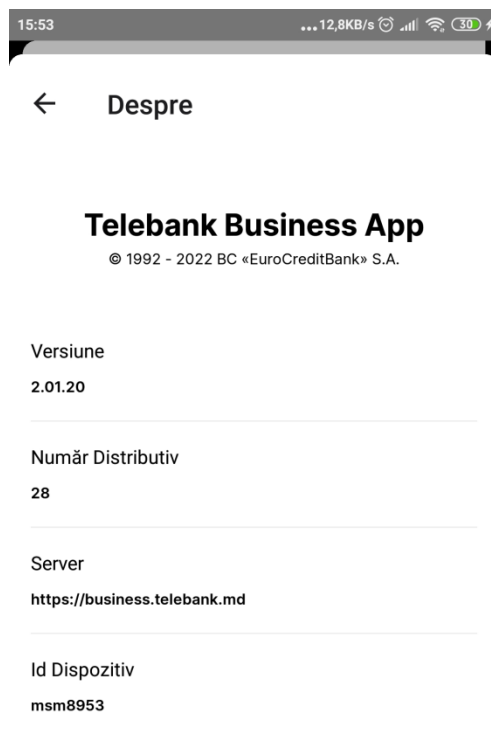 15:53
...12,8KB/s
30
Despre
Telebank Business App
© 1992 - 2022 BC «EuroCreditBank» S.A.
Versiune
2.01.20
Număr Distributiv
28
Server
https://business.telebank.md
Id Dispozitiv
msm8953